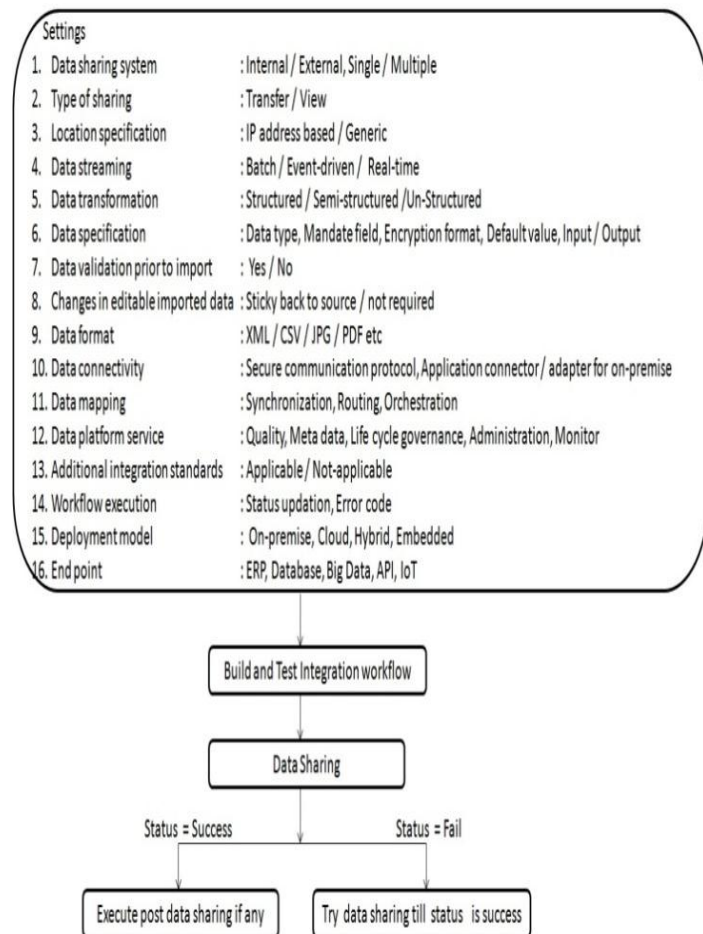 Settings
1. Data sharing system : Internal / External, Single / Multiple
2. Type of sharing : Transfer / View
3. Location specification : IP address based / Generic
4. Data streaming : Batch / Event-driven / Real-time
5. Data transformation : Structured / Semi-structured /Un-Structured
6. Data specification : Data type, Mandate field, Encryption format, Default value, Input / Output
7. Data validation prior to import : Yes / No
8. Changes in editable imported data : Sticky back to source / not required
9. Data format : XML / CSV / JPG / PDF etc
10. Data connectivity : Secure communication protocol, Application connector / adapter for on-premise
11. Data mapping : Synchronization, Routing, Orchestration
12. Data platform service : Quality, Meta data, Life cycle governance, Administration, Monitor
13. Additional integration standards : Applicable / Not-applicable
14. Workflow execution : Status updation, Error code
15. Deployment model : On-premise, Cloud, Hybrid, Embedded
16. End point : ERP, Database, Big Data, API, IoT
Build and Test Integration workflow
Data Sharing
Status = Success Status = Fail
Execute post data sharing if any Try data sharing till status is success